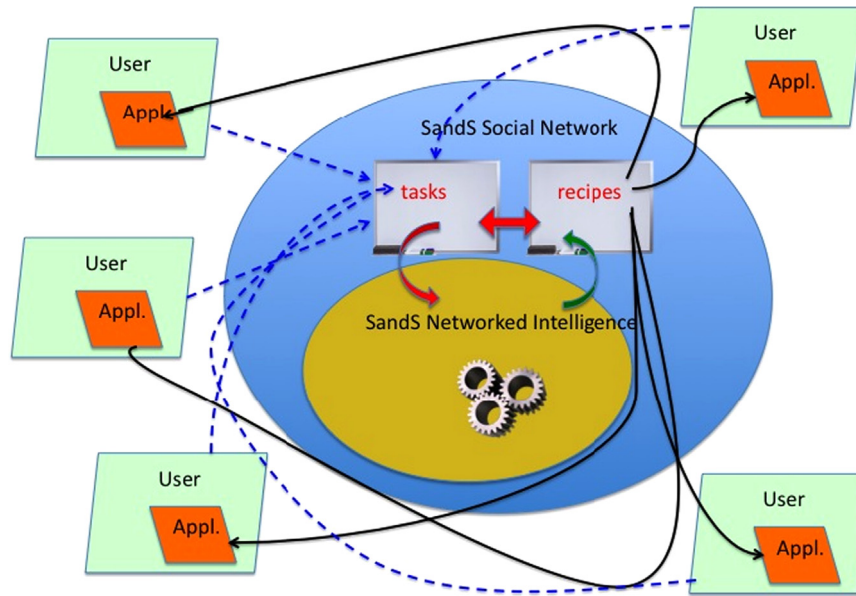 User
Appl.
User
Appl.
SandS Social Network
tasks
recipes
User
Appl.
SandS Networked Intelligence
User
Appl.
User
Appl.